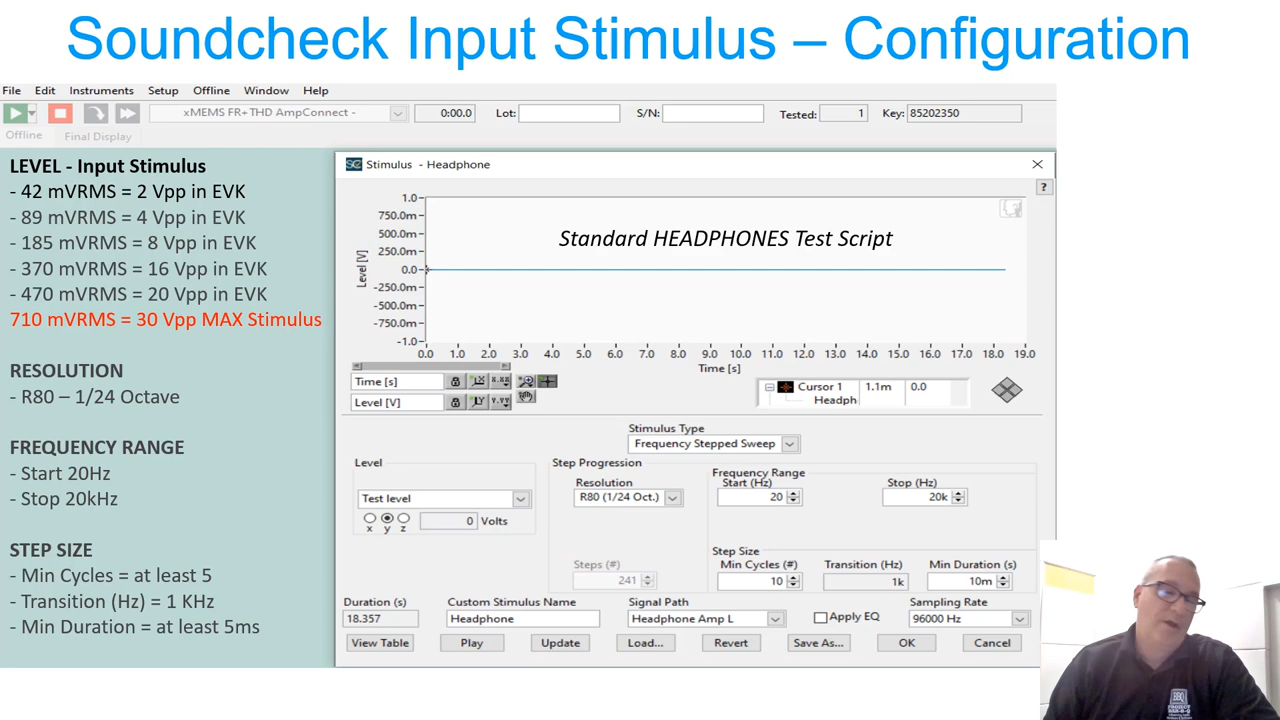 Soundcheck Input Stimulus – Configuration
File Edit Instruments Setup Offline Window Help
xMEMS FR+THD AmpConnect - 0:00.0 Lot: S/N: Tested: 1 Key: 85202350
Offline Final Display
LEVEL - Input Stimulus
- 42 mVRMS = 2 Vpp in EVK
- 89 mVRMS = 4 Vpp in EVK
- 185 mVRMS = 8 Vpp in EVK
- 370 mVRMS = 16 Vpp in EVK
- 470 mVRMS = 20 Vpp in EVK
710 mVRMS = 30 Vpp MAX Stimulus
RESOLUTION
- R80 – 1/24 Octave
FREQUENCY RANGE
- Start 20Hz
- Stop 20kHz
STEP SIZE
- Min Cycles = at least 5
- Transition (Hz) = 1 KHz
- Min Duration = at least 5ms
SC Stimulus - Headphone
?
Standard HEADPHONES Test Script
Level [V]
1.0
750.0m
500.0m
250.0m
0.0
-250.0m
-500.0m
-750.0m
-1.0
0.0 1.0 2.0 3.0 4.0 5.0 6.0 7.0 8.0 9.0 10.0 11.0 12.0 13.0 14.0 15.0 16.0 17.0 18.0 19.0
Time [s]
Time [s]
Level [V]
Cursor 1 1.1m 0.0
Headph
Stimulus Type
Frequency Stepped Sweep
Level
Test level
x y z
0 Volts
Step Progression
Resolution
R80 (1/24 Oct.)
Steps (#)
241
Frequency Range
Start (Hz) Stop (Hz)
20 20k
Step Size
Min Cycles (#) Transition (Hz) Min Duration (s)
10 1k 10m
Duration (s) Custom Stimulus Name Signal Path Sampling Rate
18.357 Headphone Headphone Amp L Apply EQ 96000 Hz
View Table Play Update Load... Revert Save As... OK Cancel
BBQ